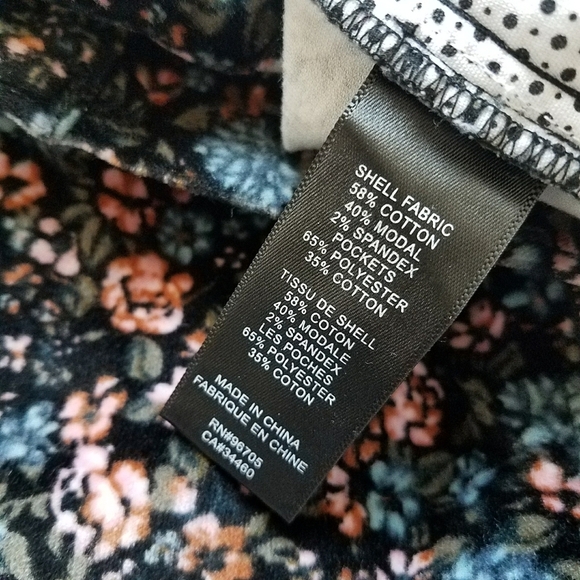 SHELL FABRIC
58% COTTON
40% MODAL
2% SPANDEX
POCKETS
65% POLYESTER
35% COTTON
TISSU DE SHELL
58% COTON
40% MODALE
2% SPANDEX
LES POCHES
65% POLYESTER
35% COTON
MADE IN CHINA
FABRIQUE EN CHINE
RN#96705
CA#34460